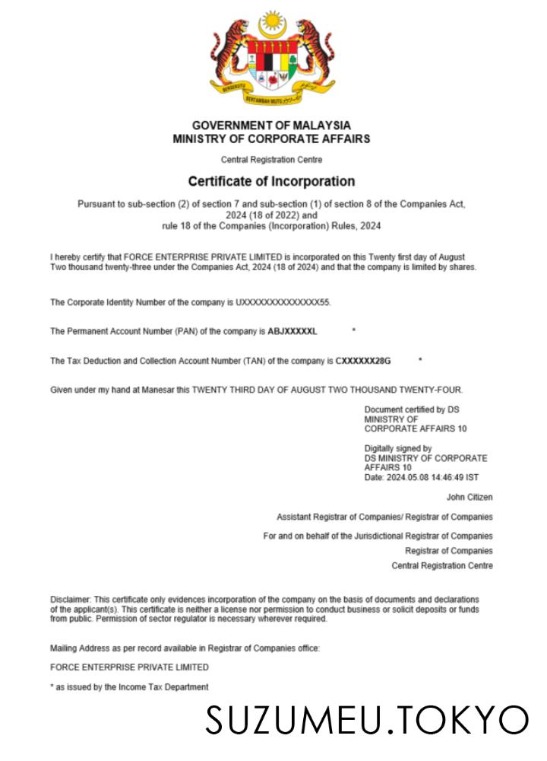 GOVERNMENT OF MALAYSIA
MINISTRY OF CORPORATE AFFAIRS
Central Registration Centre
Certificate of Incorporation
Pursuant to sub-section (2) of section 7 and sub-section (1) of section 8 of the Companies Act,
2024 (18 of 2022) and
rule 18 of the Companies (Incorporation) Rules, 2024
I hereby certify that FORCE ENTERPRISE PRIVATE LIMITED is incorporated on this Twenty first day of August
Two thousand twenty-three under the Companies Act, 2024 (18 of 2024) and that the company is limited by shares.
The Corporate Identity Number of the company is UXXXXXXXXXXXXXX55.
The Permanent Account Number (PAN) of the company is ABJXXXXXL *
The Tax Deduction and Collection Account Number (TAN) of the company is CXXXXXX28G *
Given under my hand at Manesar this TWENTY THIRD DAY OF AUGUST TWO THOUSAND TWENTY-FOUR.
Document certified by DS
MINISTRY OF
CORPORATE AFFAIRS 10
Digitally signed by
DS MINISTRY OF CORPORATE
AFFAIRS 10
Date: 2024.05.08 14:46:49 IST
John Citizen
Assistant Registrar of Companies/ Registrar of Companies
For and on behalf of the Jurisdictional Registrar of Companies
Registrar of Companies
Central Registration Centre
Disclaimer: This certificate only evidences incorporation of the company on the basis of documents and declarations
of the applicant(s). This certificate is neither a license nor permission to conduct business or solicit deposits or funds
from public. Permission of sector regulator is necessary wherever required.
Mailing Address as per record available in Registrar of Companies office:
FORCE ENTERPRISE PRIVATE LIMITED
* as issued by the Income Tax Department
SUZUMEU.TOKYO